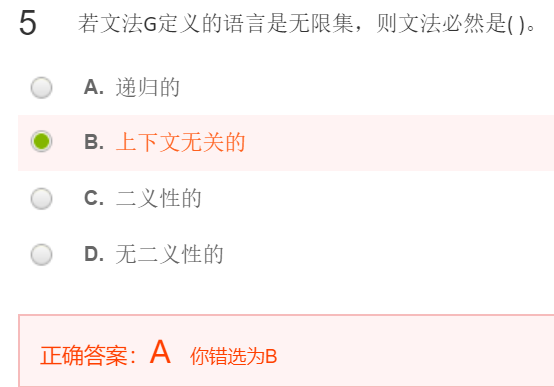 5 若文法G定义的语言是无限集，则文法必然是( )。
A. 递归的
B. 上下文无关的
C. 二义性的
D. 无二义性的
正确答案：A 你错选为B